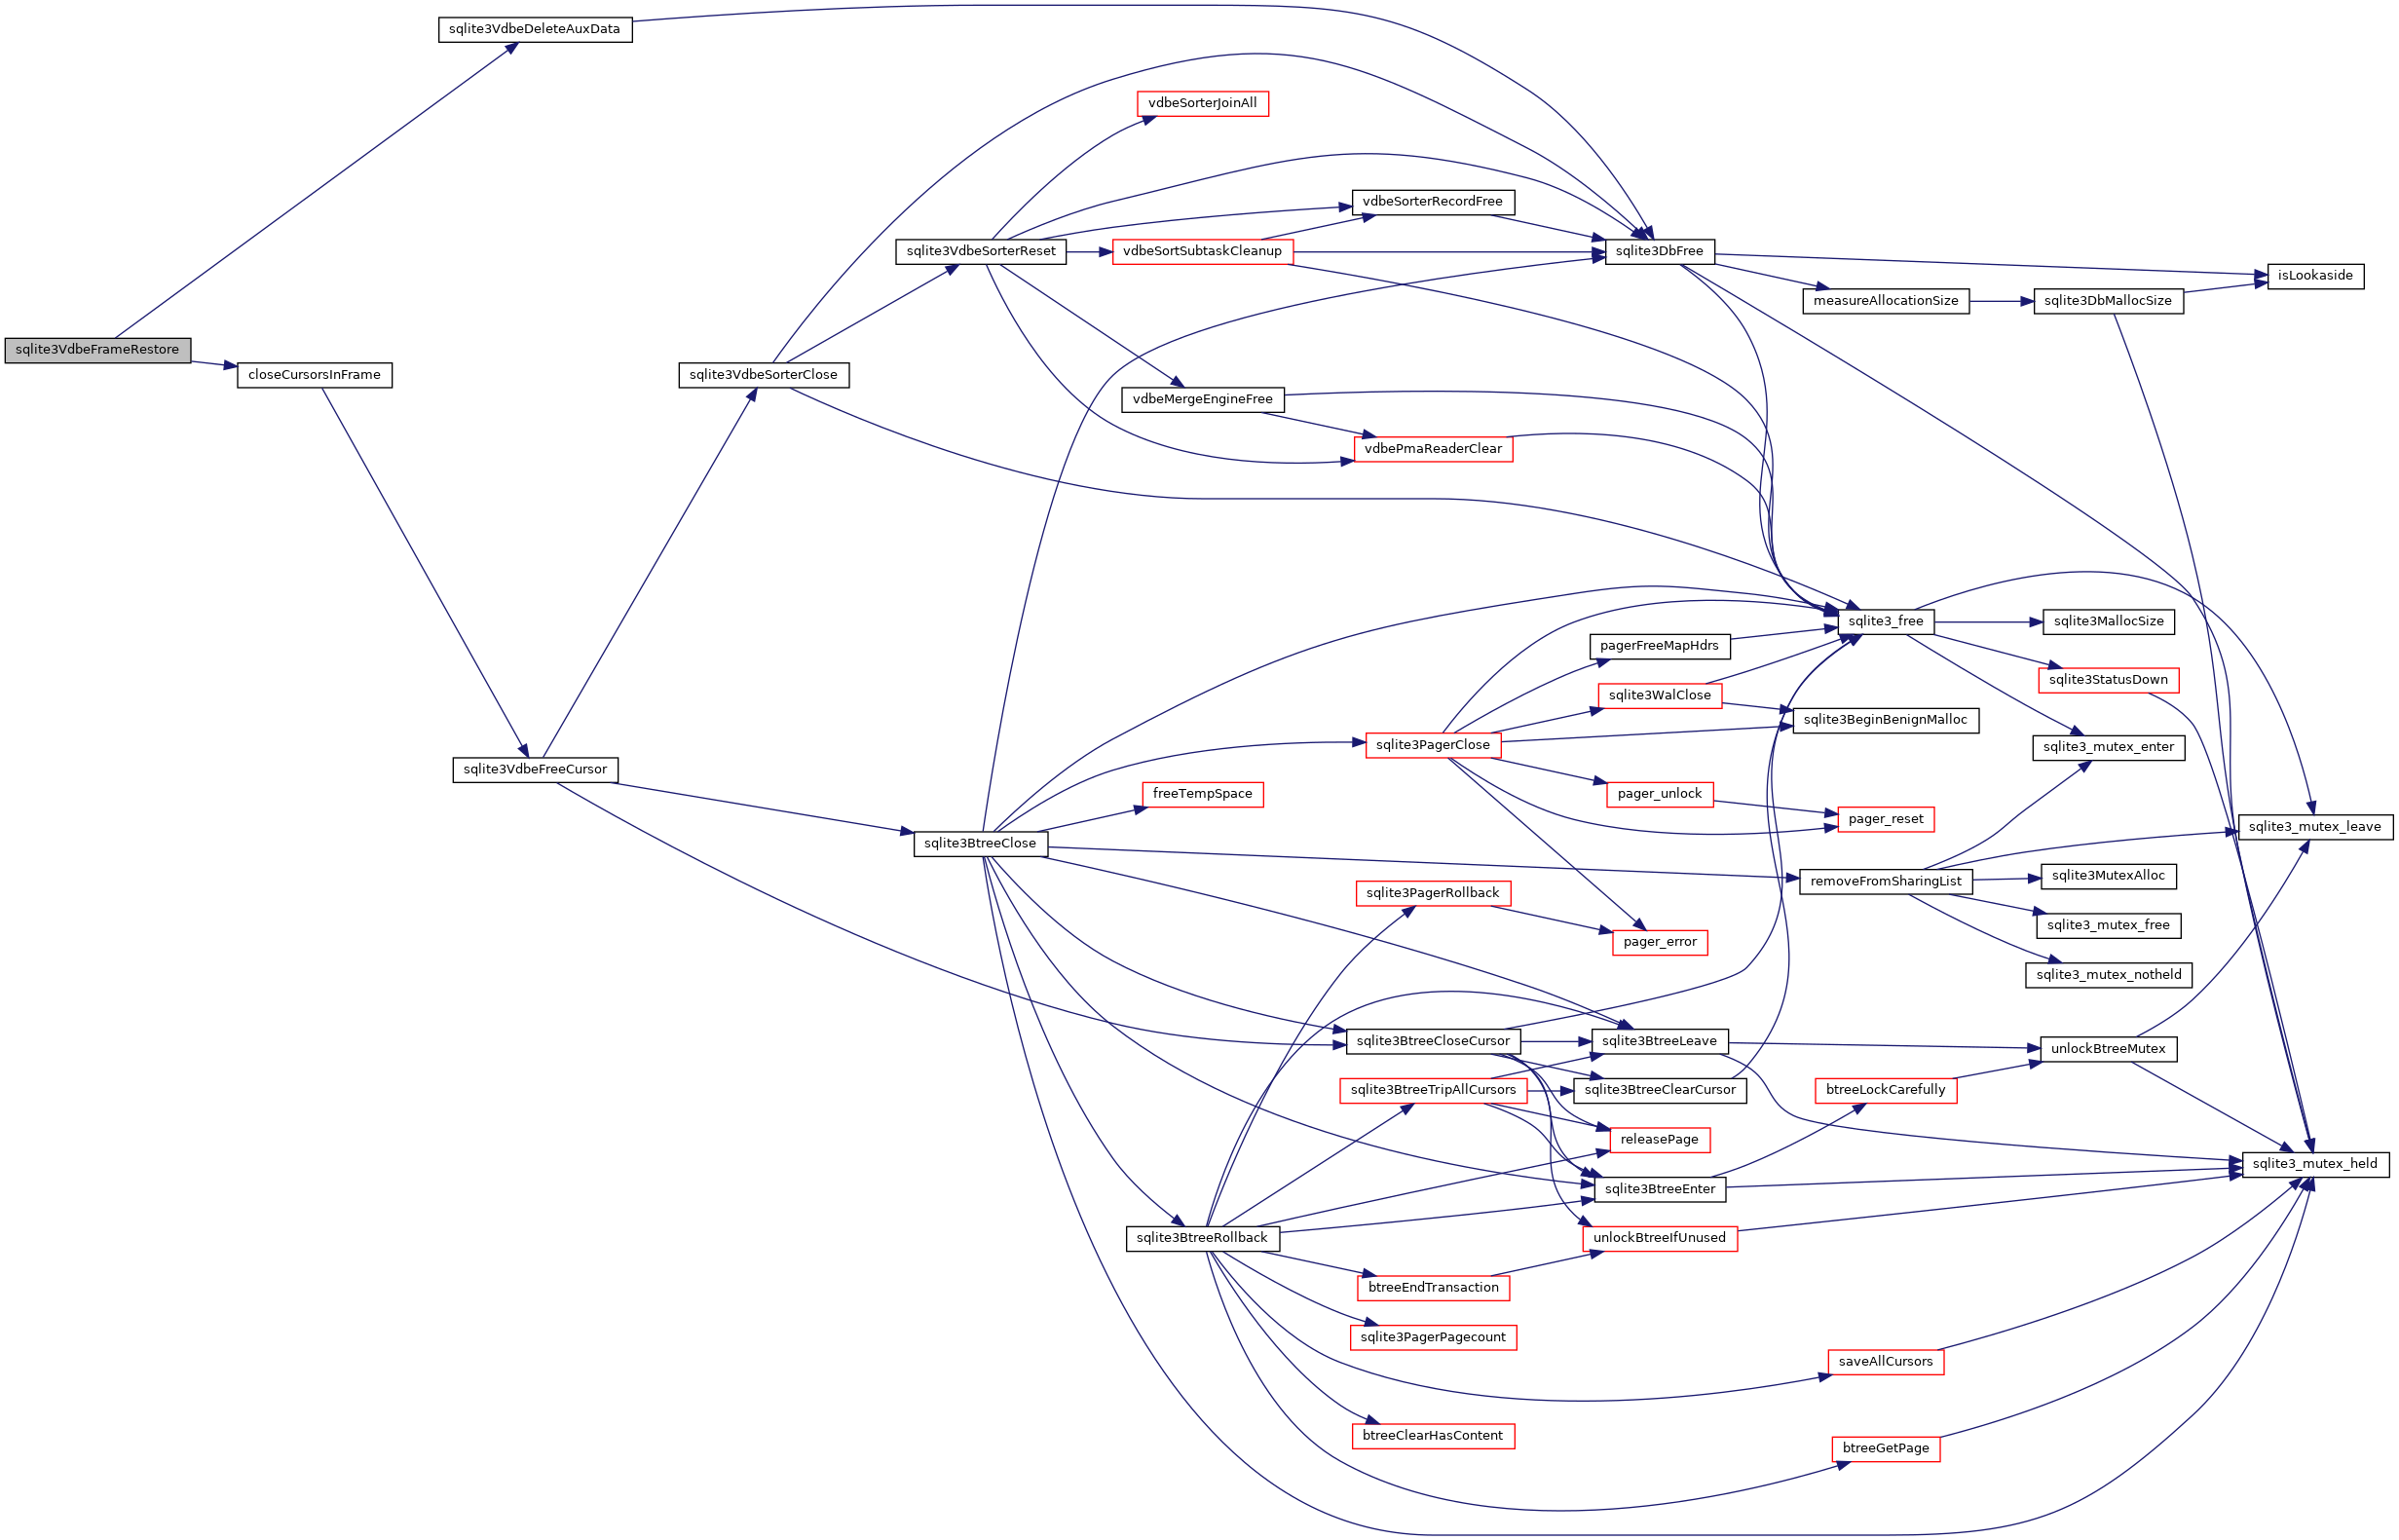 sqlite3VdbeFrameRestore
sqlite3VdbeDeleteAuxData
closeCursorsInFrame
sqlite3VdbeFreeCursor
sqlite3VdbeSorterClose
sqlite3VdbeSorterReset
sqlite3BtreeClose
vdbeSorterJoinAll
vdbeSortSubtaskCleanup
vdbeMergeEngineFree
freeTempSpace
sqlite3BtreeRollback
vdbeSorterRecordFree
vdbePmaReaderClear
sqlite3PagerClose
sqlite3PagerRollback
sqlite3BtreeCloseCursor
sqlite3BtreeTripAllCursors
btreeEndTransaction
sqlite3PagerPagecount
btreeClearHasContent
sqlite3DbFree
pagerFreeMapHdrs
sqlite3WalClose
pager_unlock
pager_error
sqlite3BtreeLeave
sqlite3BtreeClearCursor
releasePage
sqlite3BtreeEnter
unlockBtreeIfUnused
measureAllocationSize
sqlite3_free
sqlite3BeginBenignMalloc
pager_reset
removeFromSharingList
btreeLockCarefully
saveAllCursors
btreeGetPage
sqlite3DbMallocSize
sqlite3MallocSize
sqlite3StatusDown
sqlite3_mutex_enter
sqlite3MutexAlloc
sqlite3_mutex_free
sqlite3_mutex_notheld
unlockBtreeMutex
isLookaside
sqlite3_mutex_leave
sqlite3_mutex_held